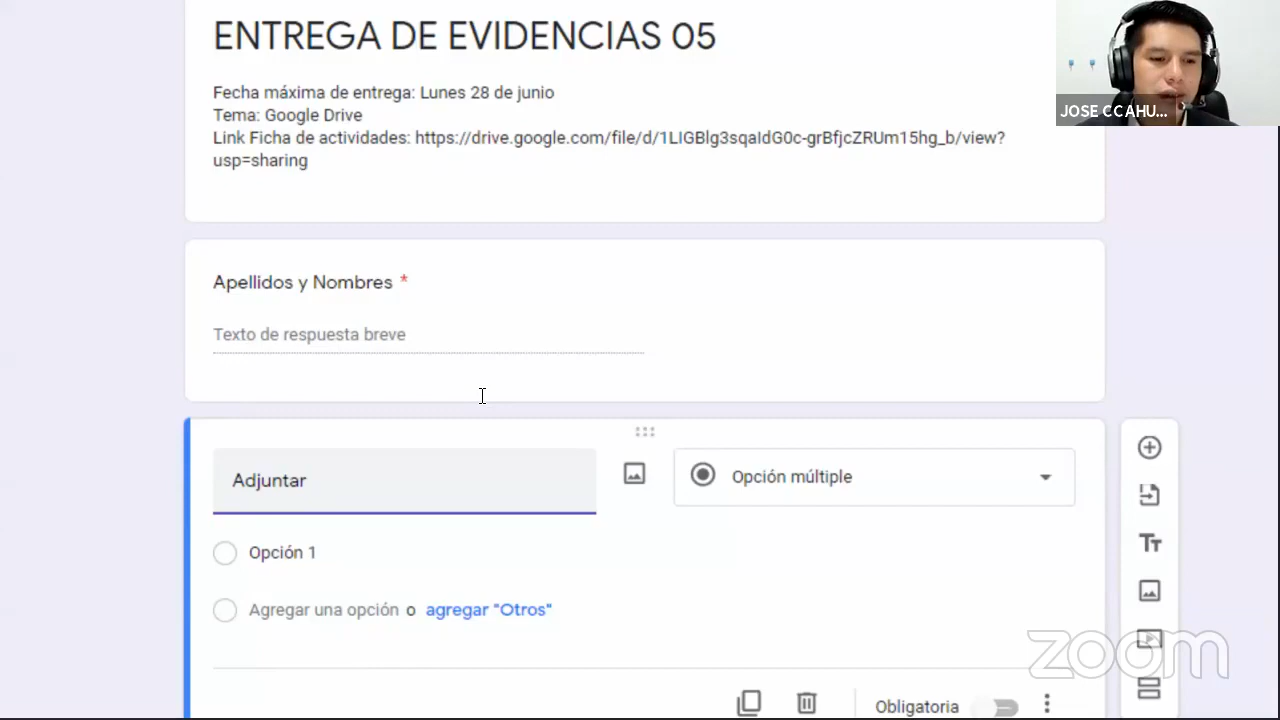 ENTREGA DE EVIDENCIAS 05
Fecha máxima de entrega: Lunes 28 de junio
Tema: Google Drive
Link Ficha de actividades: https://drive.google.com/file/d/1LIGBlg3sqaIdG0c-grBfjcZRUm15hg_b/view?
usp=sharing
JOSE CCAHU...
Apellidos y Nombres *
Texto de respuesta breve
Adjuntar
Opción múltiple
Opción 1
Agregar una opción o agregar "Otros"
Tт
zoom
Obligatoria